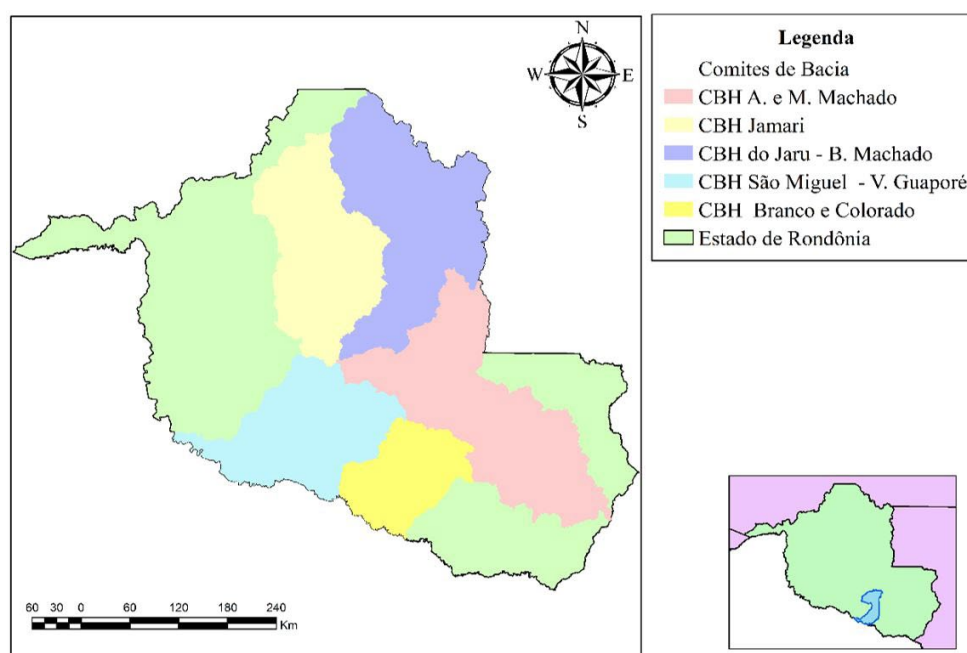 N
W
E
S
Legenda
Comites de Bacia
CBH A. e M. Machado
CBH Jamari
CBH do Jaru - B. Machado
CBH São Miguel - V. Guaporé
CBH Branco e Colorado
Estado de Rondônia
60 30 0 60 120 180 240
Km